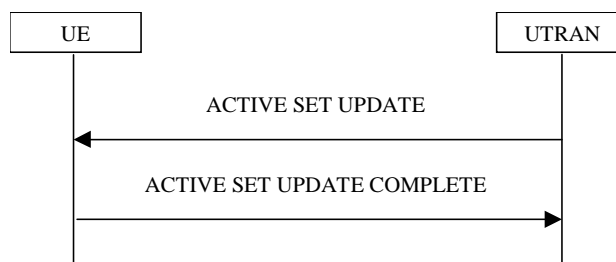 UE
UTRAN
ACTIVE SET UPDATE
ACTIVE SET UPDATE COMPLETE